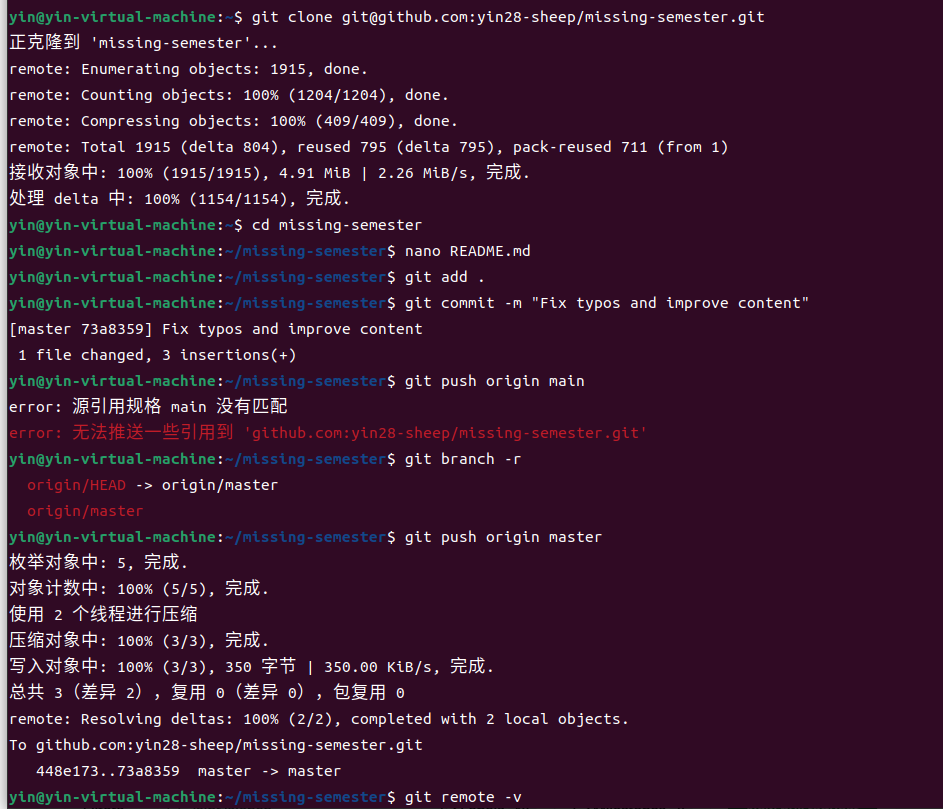 yin@yin-virtual-machine:~$ git clone git@github.com:yin28-sheep/missing-semester.git
正克隆到 'missing-semester'...
remote: Enumerating objects: 1915, done.
remote: Counting objects: 100% (1204/1204), done.
remote: Compressing objects: 100% (409/409), done.
remote: Total 1915 (delta 804), reused 795 (delta 795), pack-reused 711 (from 1)
接收对象中: 100% (1915/1915), 4.91 MiB | 2.26 MiB/s, 完成.
处理 delta 中: 100% (1154/1154), 完成.
yin@yin-virtual-machine:~$ cd missing-semester
yin@yin-virtual-machine:~/missing-semester$ nano README.md
yin@yin-virtual-machine:~/missing-semester$ git add .
yin@yin-virtual-machine:~/missing-semester$ git commit -m "Fix typos and improve content"
[master 73a8359] Fix typos and improve content
 1 file changed, 3 insertions(+)
yin@yin-virtual-machine:~/missing-semester$ git push origin main
error: 源引用规格 main 没有匹配
error: 无法推送一些引用到 'github.com:yin28-sheep/missing-semester.git'
yin@yin-virtual-machine:~/missing-semester$ git branch -r
  origin/HEAD -> origin/master
  origin/master
yin@yin-virtual-machine:~/missing-semester$ git push origin master
枚举对象中: 5, 完成.
对象计数中: 100% (5/5), 完成.
使用 2 个线程进行压缩
压缩对象中: 100% (3/3), 完成.
写入对象中: 100% (3/3), 350 字节 | 350.00 KiB/s, 完成.
总共 3（差异 2），复用 0（差异 0），包复用 0
remote: Resolving deltas: 100% (2/2), completed with 2 local objects.
To github.com:yin28-sheep/missing-semester.git
   448e173..73a8359  master -> master
yin@yin-virtual-machine:~/missing-semester$ git remote -v